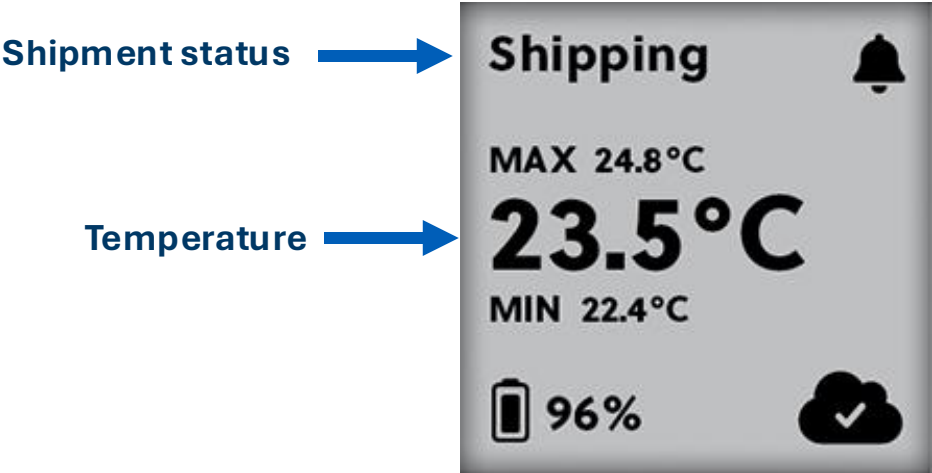 Shipment status
Shipping
MAX 24.8°C
Temperature
23.5°C
MIN 22.4°C
96%